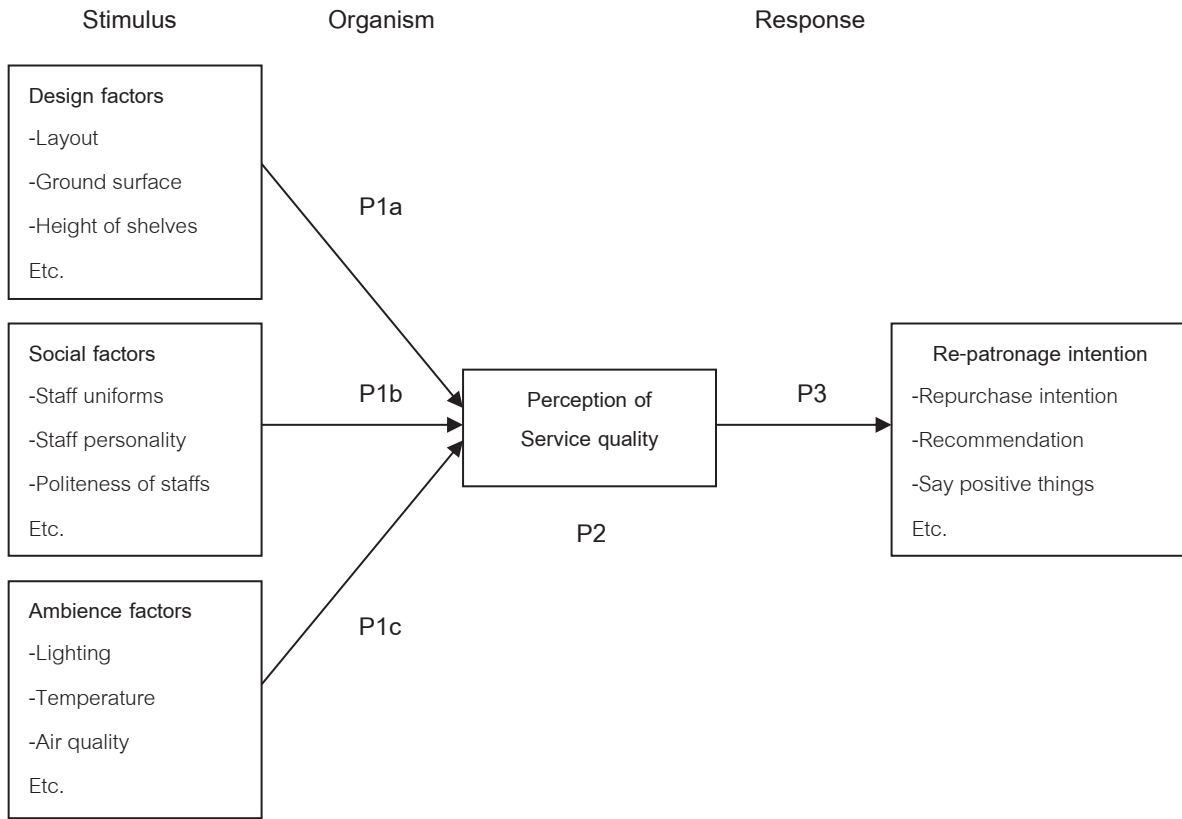 Stimulus
Organism
Response
Design factors
-Layout
-Ground surface
-Height of shelves
Etc.
P1a
Social factors
-Staff uniforms
-Staff personality
-Politeness of staffs
Etc.
P1b
Perception of
Service quality
P3
Re-patronage intention
-Repurchase intention
-Recommendation
-Say positive things
Etc.
P2
Ambience factors
-Lighting
-Temperature
-Air quality
Etc.
P1c